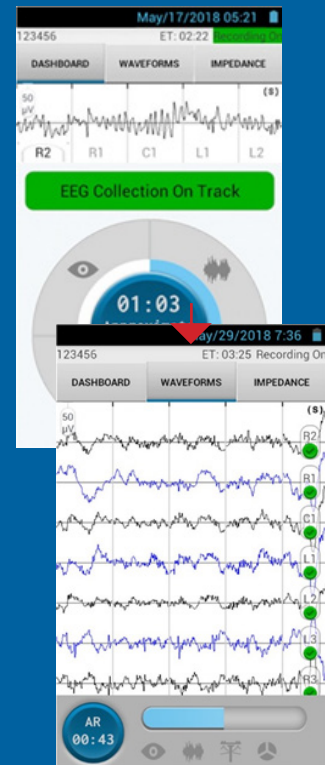 May/17/2018 05:21
123456 ET: 02:22 Recording On
DASHBOARD WAVEFORMS IMPEDANCE
(s)
50
µV
R2 R1 C1 L1 L2
EEG Collection On Track
01:03
May/29/2018 7:36
123456 ET: 03:25 Recording On
DASHBOARD WAVEFORMS IMPEDANCE
(s)
50
µV
R2
R1
C1
L1
L2
L3
R3
AR
00:43